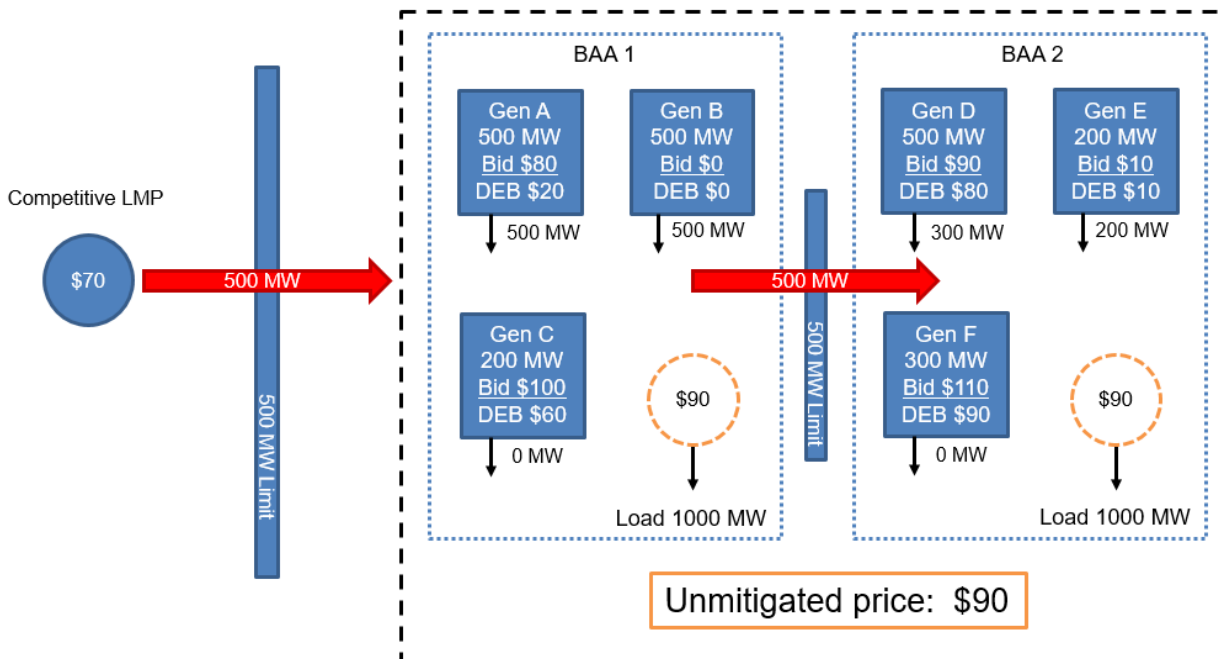 BAA 1
BAA 2
Gen A
500 MW
Bid $80
DEB $20
500 MW
Gen B
500 MW
Bid $0
DEB $0
500 MW
Gen D
500 MW
Bid $90
DEB $80
300 MW
Gen E
200 MW
Bid $10
DEB $10
200 MW
Competitive LMP
$70
500 MW
500 MW Limit
500 MW
500 MW Limit
Gen C
200 MW
Bid $100
DEB $60
0 MW
$90
Load 1000 MW
Gen F
300 MW
Bid $110
DEB $90
0 MW
$90
Load 1000 MW
Unmitigated price: $90